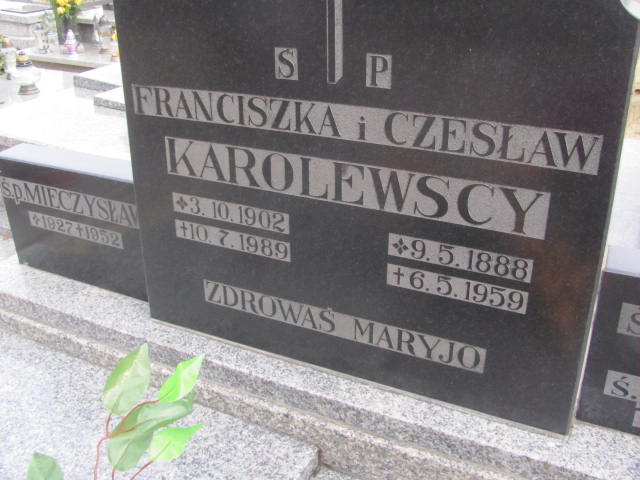 Ś P
FRANCISZKA i CZESŁAW
KAROLEWSCY
3.10.1902
†10.7.1989
9.5.1888
†6.5.1959
ZDROWAŚ MARYJO
Ś.p. MIECZYSŁAW
1927 †1952
Ś.